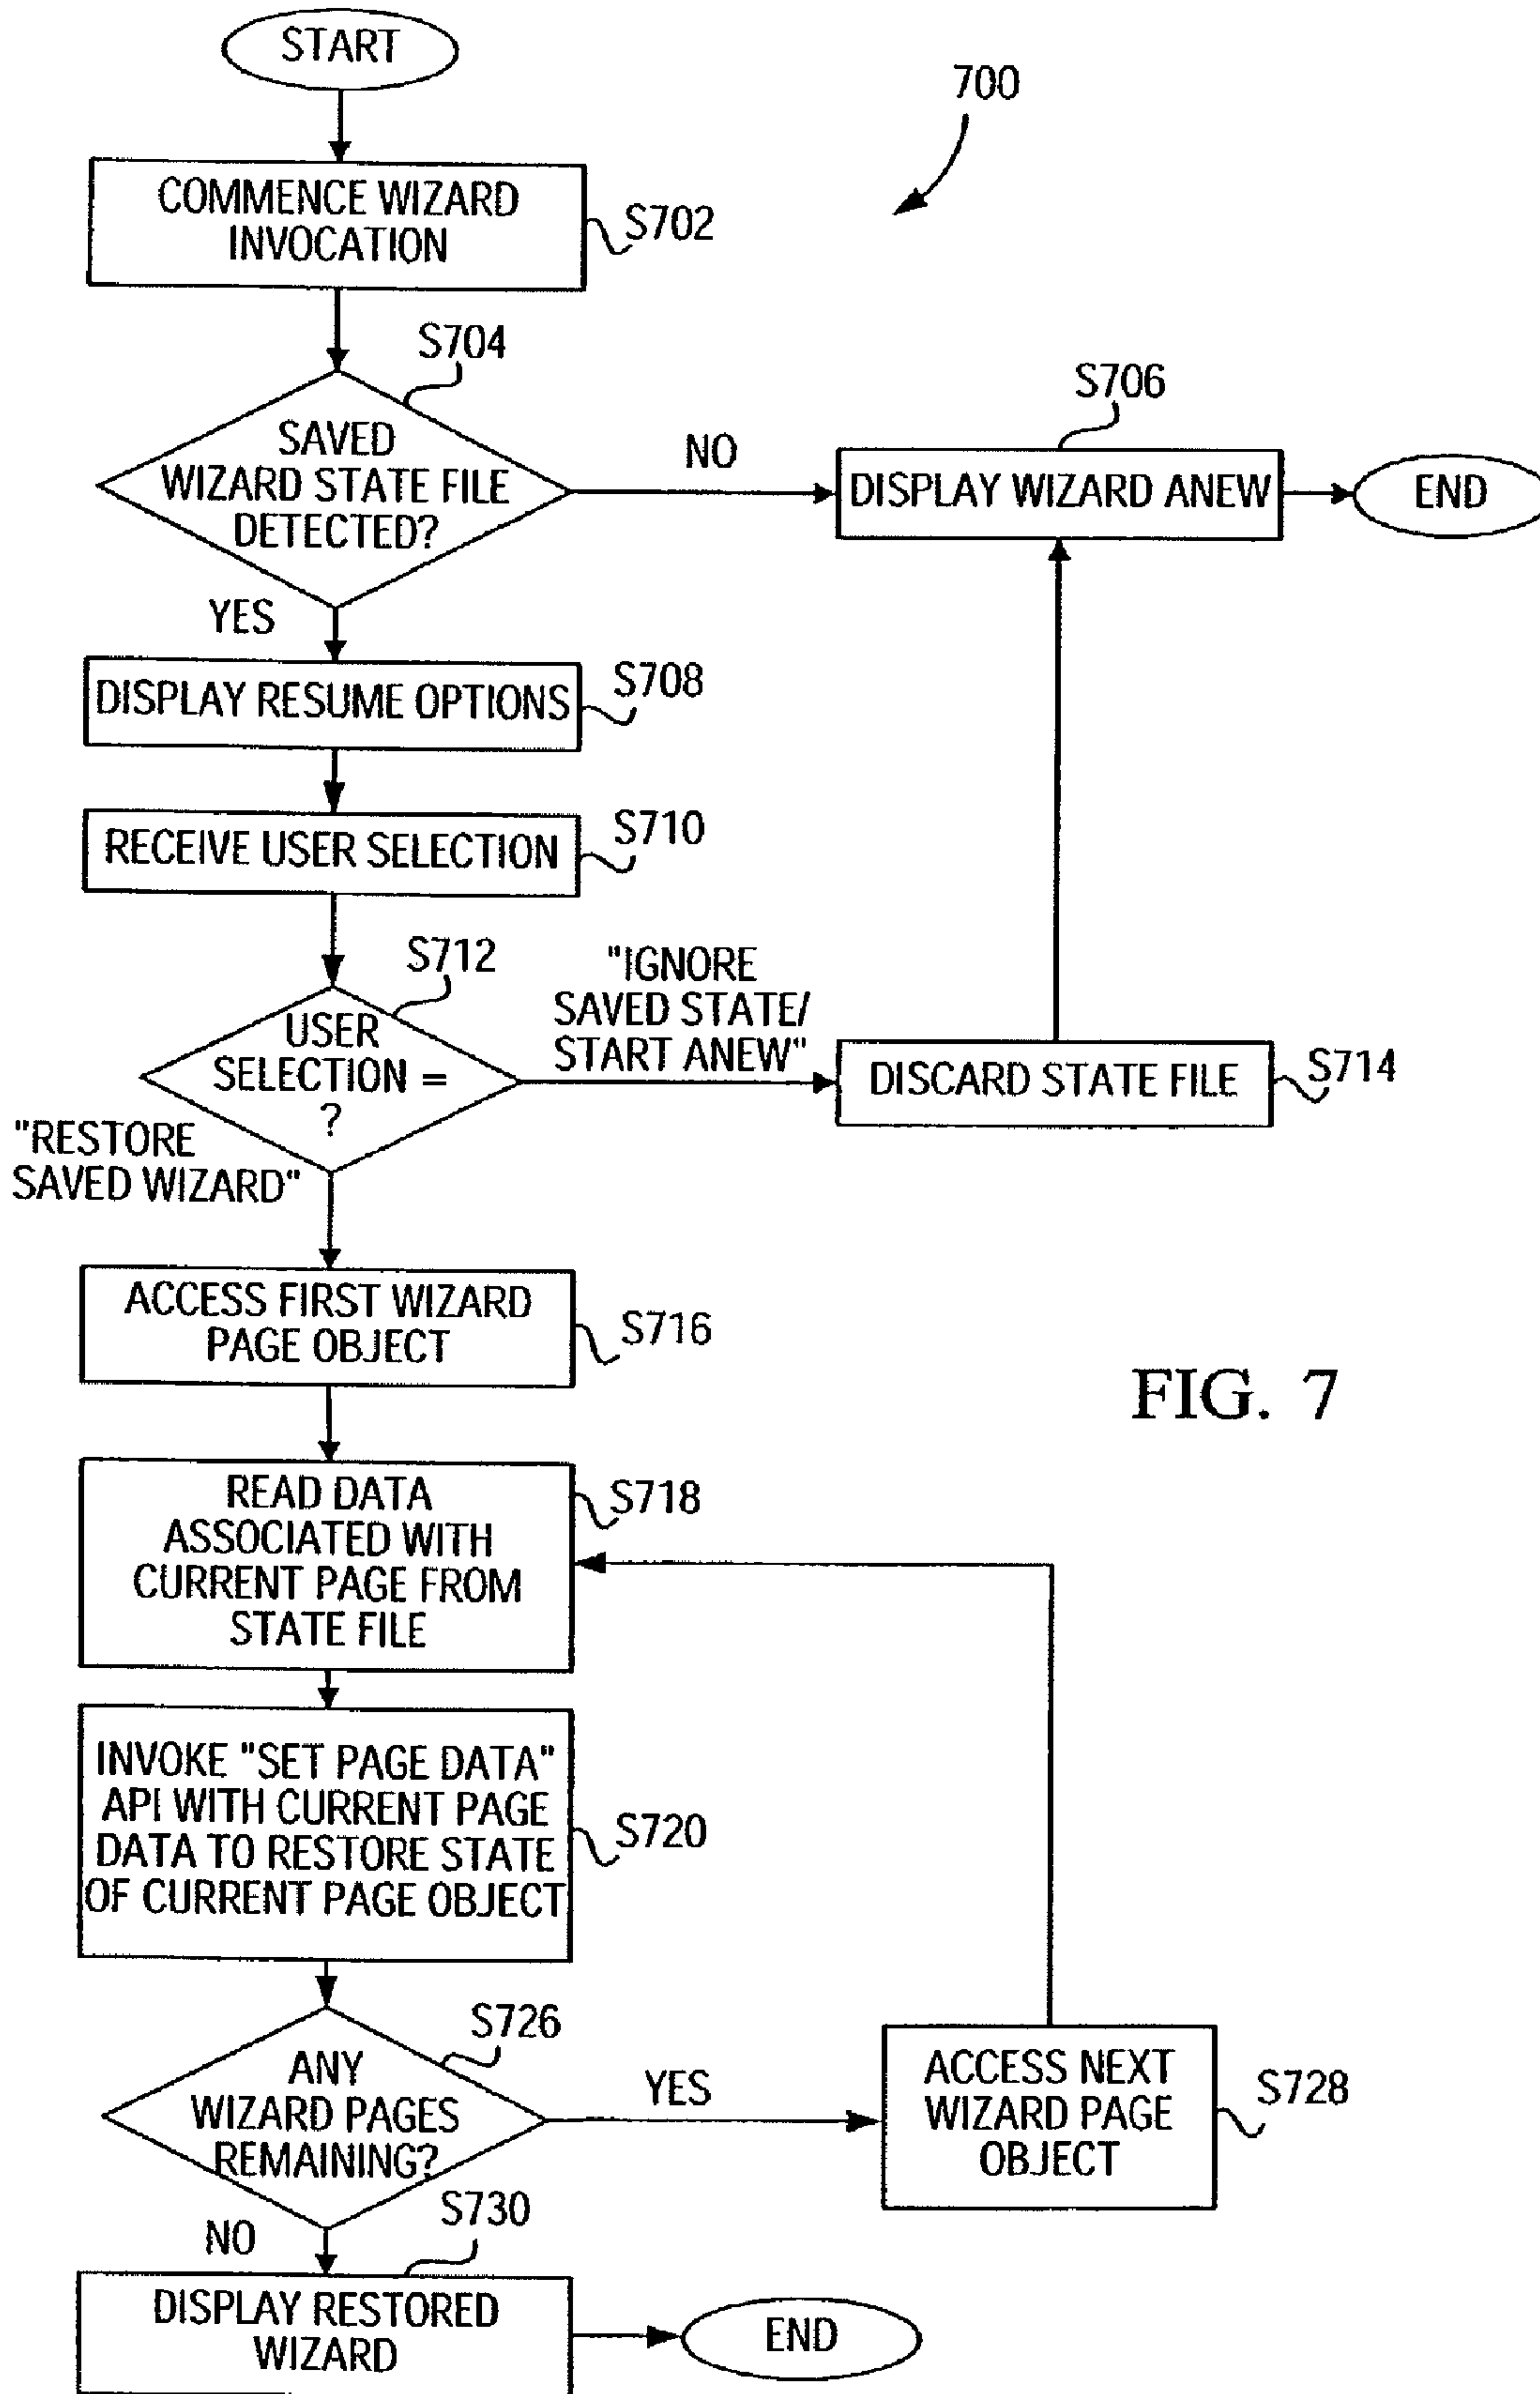 START
700
COMMENCE WIZARD
INVOCATION
S702
S704
SAVED
WIZARD STATE FILE
DETECTED?
NO
S706
DISPLAY WIZARD ANEW
END
YES
DISPLAY RESUME OPTIONS
S708
RECEIVE USER SELECTION
S710
S712
USER
SELECTION =
?
"IGNORE
SAVED STATE/
START ANEW"
DISCARD STATE FILE
S714
"RESTORE
SAVED WIZARD"
ACCESS FIRST WIZARD
PAGE OBJECT
S716
FIG. 7
READ DATA
ASSOCIATED WITH
CURRENT PAGE FROM
STATE FILE
S718
INVOKE "SET PAGE DATA"
API WITH CURRENT PAGE
DATA TO RESTORE STATE
OF CURRENT PAGE OBJECT
S720
S726
ANY
WIZARD PAGES
REMAINING?
YES
ACCESS NEXT
WIZARD PAGE
OBJECT
S728
NO
S730
DISPLAY RESTORED
WIZARD
END